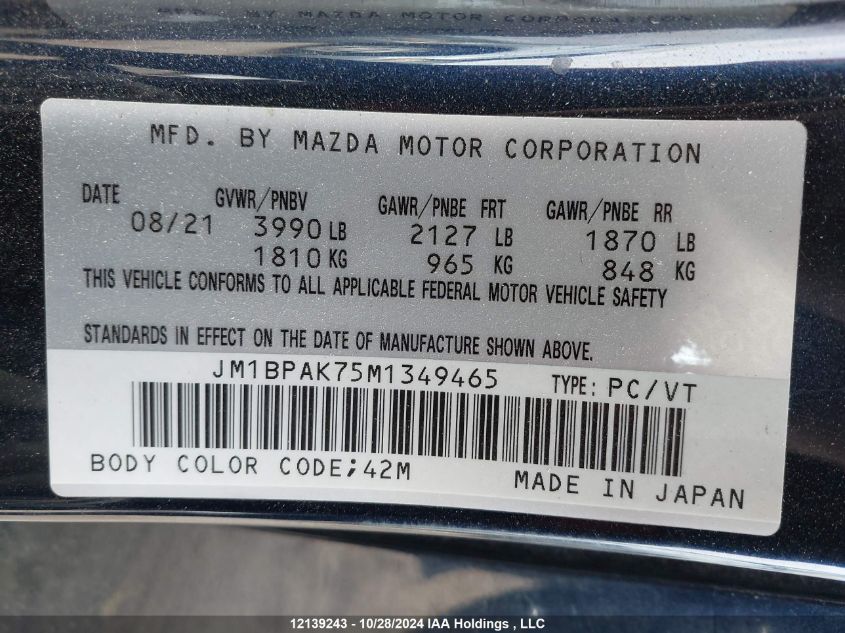 MFD. BY MAZDA MOTOR CORPORATION
DATE GVWR/PNBV GAWR/PNBE FRT GAWR/PNBE RR
08/21 3990 LB 2127 LB 1870 LB
1810 KG 965 KG 848 KG
THIS VEHICLE CONFORMS TO ALL APPLICABLE FEDERAL MOTOR VEHICLE SAFETY
STANDARDS IN EFFECT ON THE DATE OF MANUFACTURE SHOWN ABOVE.
JM1BPAK75M1349465 TYPE: PC/VT
BODY COLOR CODE;42M MADE IN JAPAN
12139243 - 10/28/2024 IAA Holdings , LLC